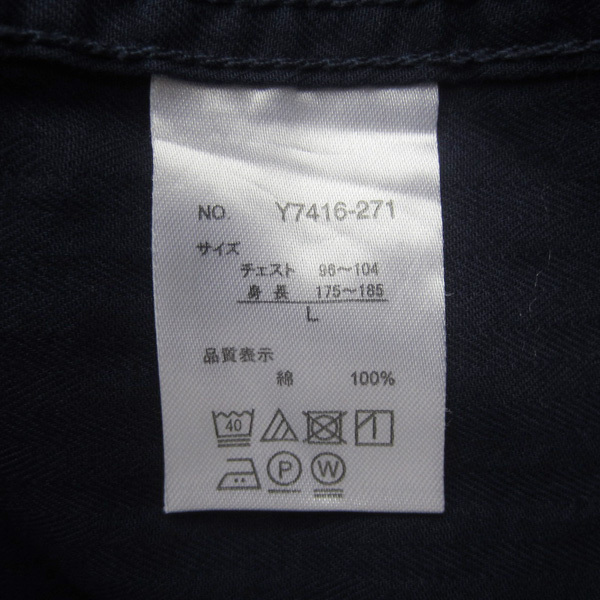 NO. Y7416-271
サイズ
チェスト 96〜104
身長 175〜185
L
品質表示
綿 100%
40
P W